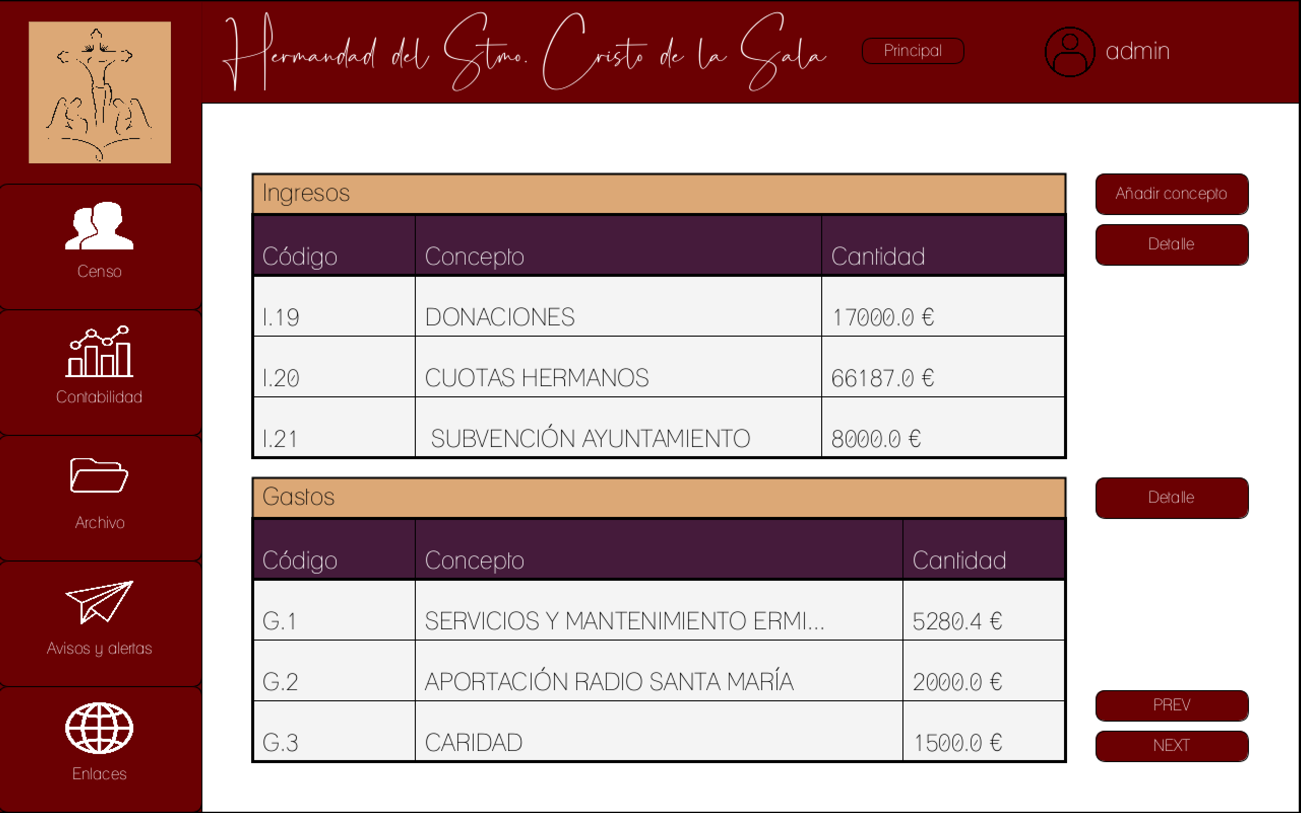 Hermandad del Stmo. Cristo de la Sala
Principal
admin
Censo
Contabilidad
Archivo
Avisos y alertas
Enlaces
Ingresos
Código Concepto Cantidad
I.19 DONACIONES 17000.0 €
I.20 CUOTAS HERMANOS 66187.0 €
I.21 SUBVENCIÓN AYUNTAMIENTO 8000.0 €
Añadir concepto
Detalle
Gastos
Código Concepto Cantidad
G.1 SERVICIOS Y MANTENIMIENTO ERMI... 5280.4 €
G.2 APORTACIÓN RADIO SANTA MARÍA 2000.0 €
G.3 CARIDAD 1500.0 €
Detalle
PREV
NEXT